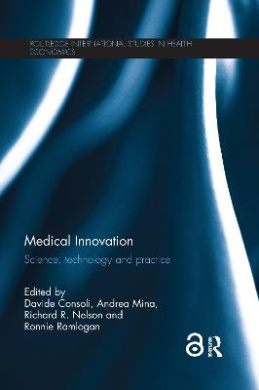 ROUTLEDGE INTERNATIONAL STUDIES IN HEALTH
ECONOMICS
Medical Innovation
Science, technology and practice
Edited by
Davide Consoli, Andrea Mina,
Richard R. Nelson and
Ronnie Ramlogan
R